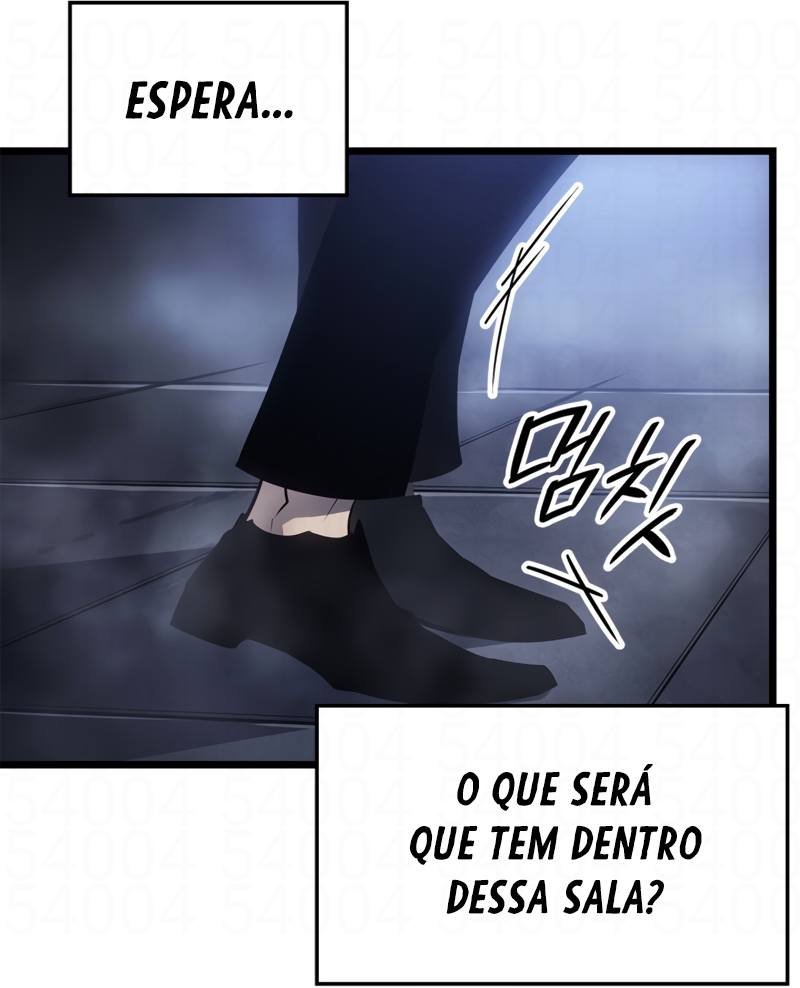 ESPERA...
멈칫
O QUE SERÁ
QUE TEM DENTRO
DESSA SALA?